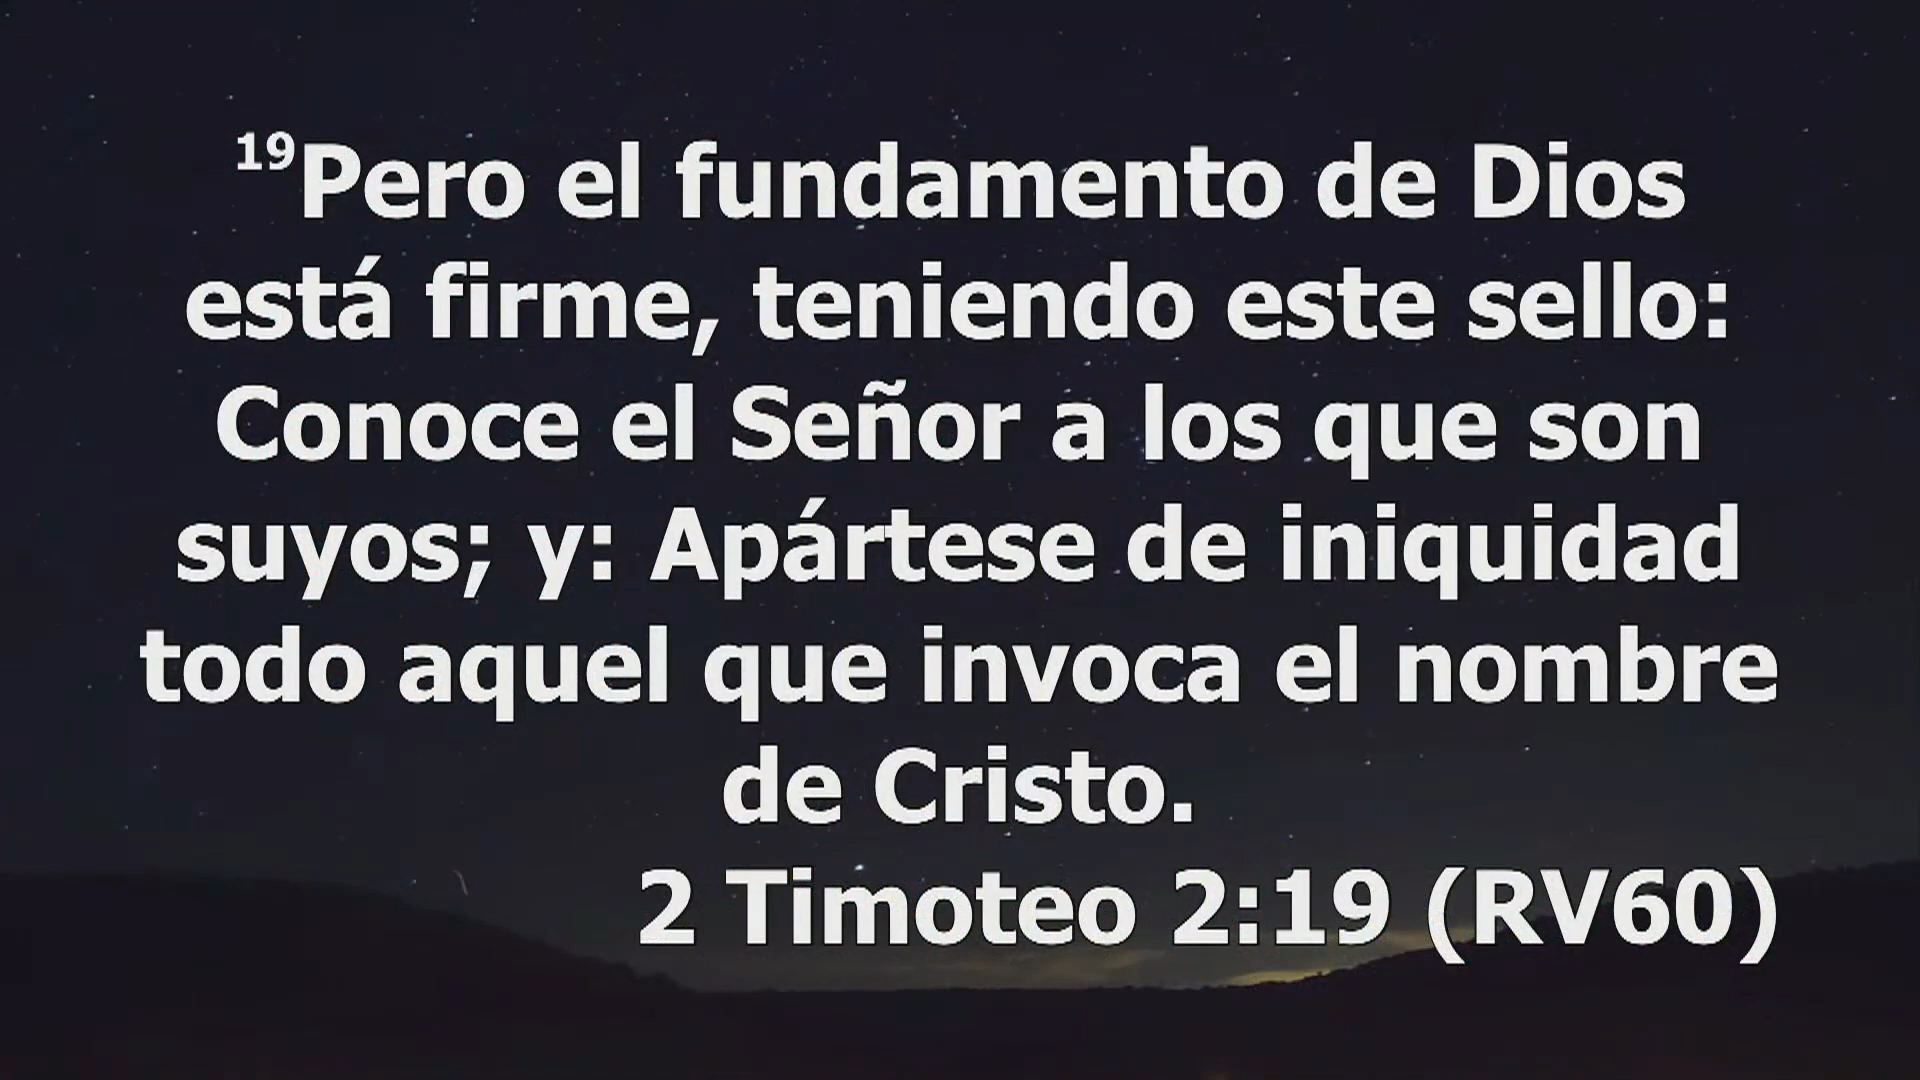 ¹⁹Pero el fundamento de Dios
está firme, teniendo este sello:
Conoce el Señor a los que son
suyos; y: Apártese de iniquidad
todo aquel que invoca el nombre
de Cristo.
2 Timoteo 2:19 (RV60)